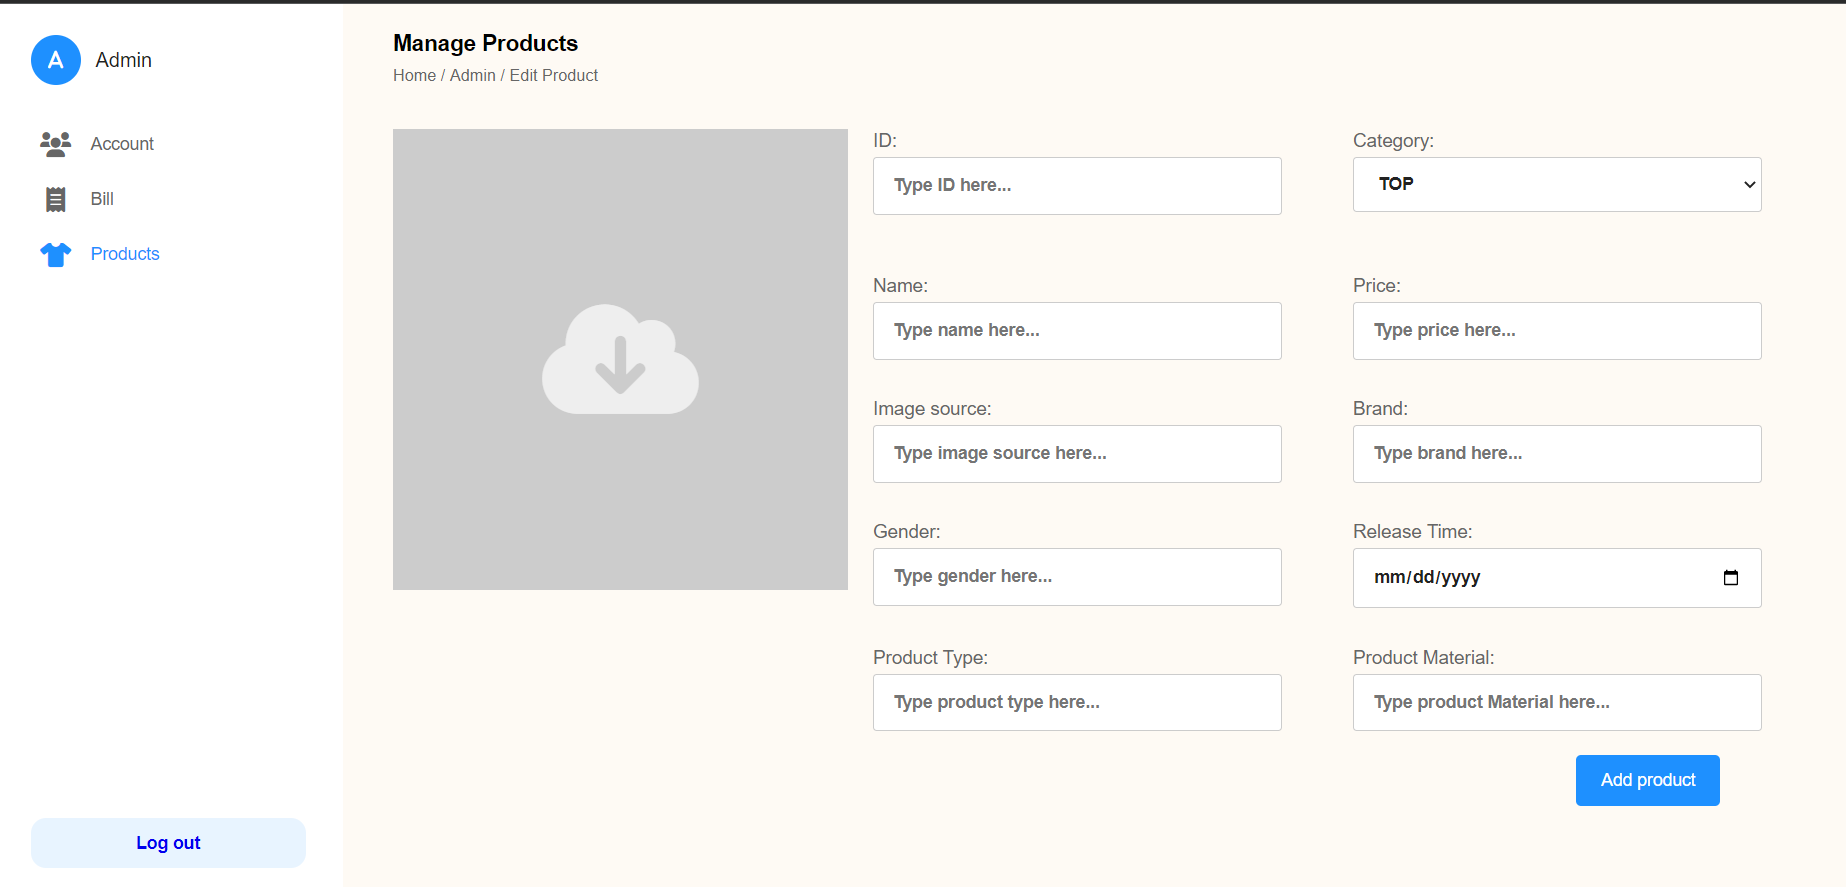 A
Admin
Account
Bill
Products
Log out
Manage Products
Home / Admin / Edit Product
ID:
Type ID here...
Category:
TOP
Name:
Type name here...
Price:
Type price here...
Image source:
Type image source here...
Brand:
Type brand here...
Gender:
Type gender here...
Release Time:
mm/dd/yyyy
Product Type:
Type product type here...
Product Material:
Type product Material here...
Add product